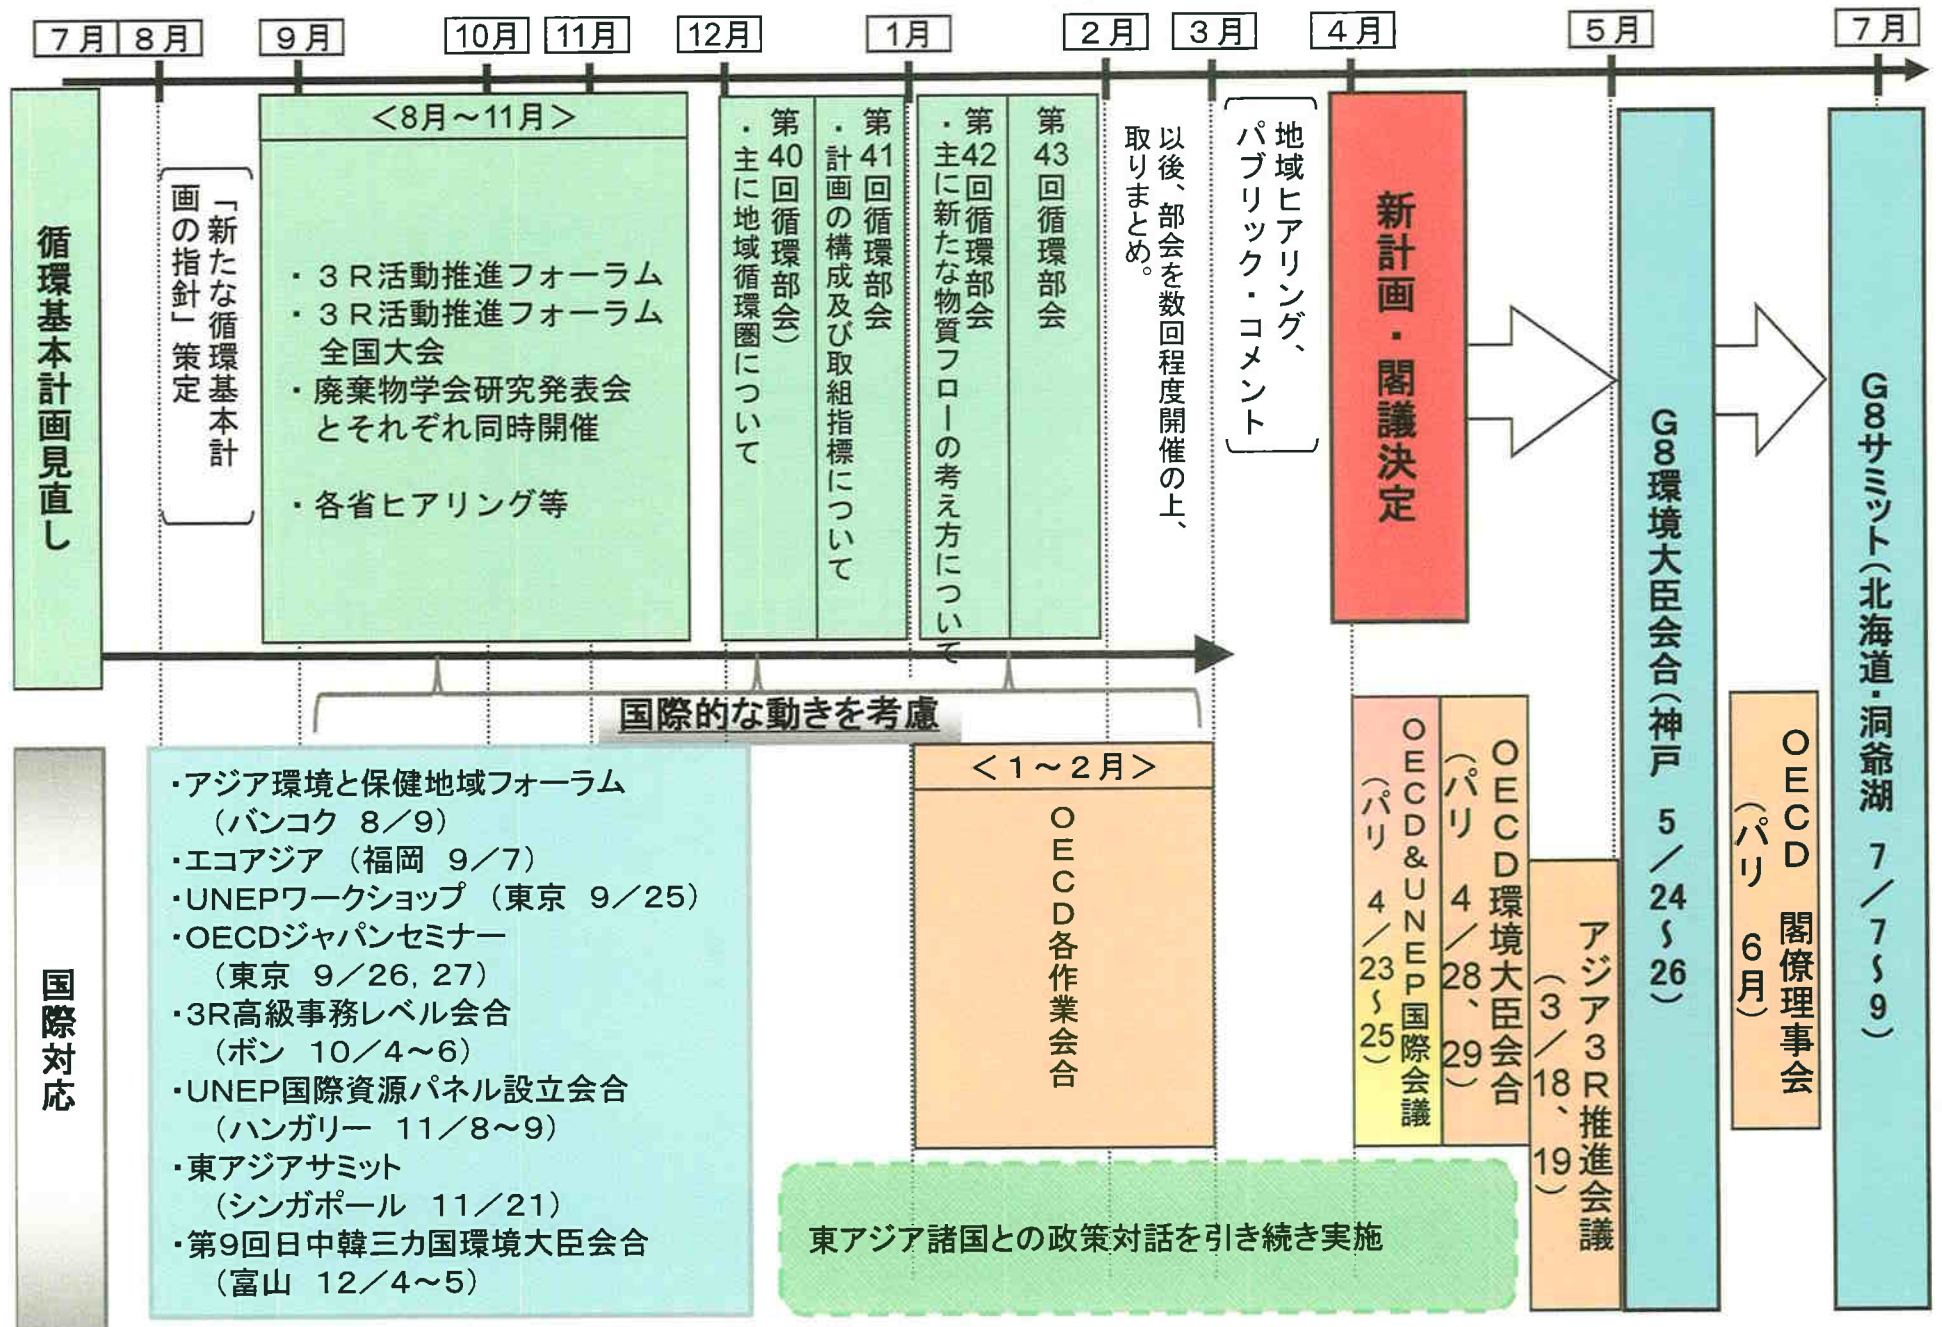 7月
8月
9月
10月
11月
12月
1月
2月
3月
4月
5月
7月
循環基本計画見直し
「新たな循環基本計
画の指針」策定
＜8月～11月＞
・３Ｒ活動推進フォーラム
・３Ｒ活動推進フォーラム
全国大会
・廃棄物学会研究発表会
とそれぞれ同時開催
・各省ヒアリング等
第40回循環部会）
・主に地域循環圏について
第41回循環部会
・計画の構成及び取組指標について
第42回循環部会
・主に新たな物質フローの考え方について
第43回循環部会
以後、部会を数回程度開催の上、
取りまとめ。
地域ヒアリング、
パブリック・コメント
新計画・閣議決定
G8環境大臣会合（神戸　5／24～26）
G8サミット（北海道・洞爺湖　7／7～9）
国際的な動きを考慮
国際対応
・アジア環境と保健地域フォーラム
（バンコク 8／9）
・エコアジア（福岡 9／7）
・UNEPワークショップ（東京 9／25）
・OECDジャパンセミナー
（東京 9／26, 27）
・3R高級事務レベル会合
（ボン 10／4～6）
・UNEP国際資源パネル設立会合
（ハンガリー 11／8～9）
・東アジアサミット
（シンガポール 11／21）
・第9回日中韓三カ国環境大臣会合
（富山 12／4～5）
＜１～２月＞
ＯＥＣＤ各作業会合
東アジア諸国との政策対話を引き続き実施
ＯＥＣＤ＆ＵＮＥＰ国際会議
（パリ　4／23～25）
ＯＥＣＤ環境大臣会合
（パリ　4／28、29）
アジア３Ｒ推進会議
（3／18、19）
ＯＥＣＤ　閣僚理事会
（パリ　6月）